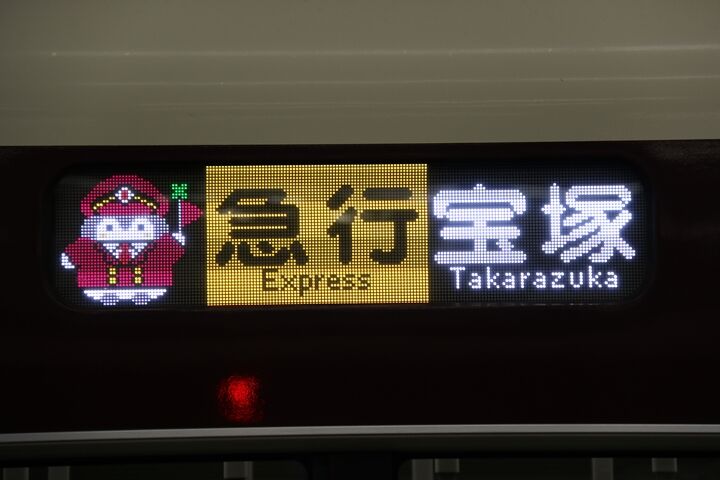 急行
Express
宝塚
Takarazuka